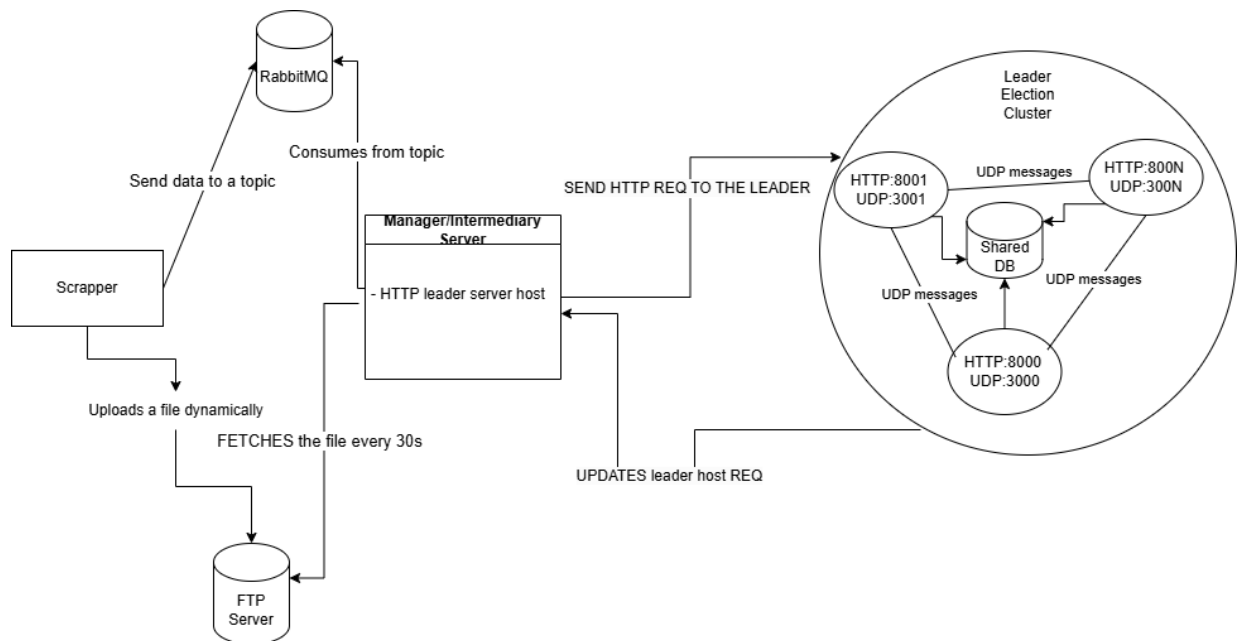 RabbitMQ
Send data to a topic
Consumes from topic
Scrapper
Uploads a file dynamically
FTP
Server
FETCHES the file every 30s
Manager/Intermediary
Server
- HTTP leader server host
SEND HTTP REQ TO THE LEADER
UPDATES leader host REQ
Leader
Election
Cluster
HTTP:8001
UDP:3001
UDP messages
HTTP:800N
UDP:300N
Shared
DB
UDP messages
UDP messages
HTTP:8000
UDP:3000